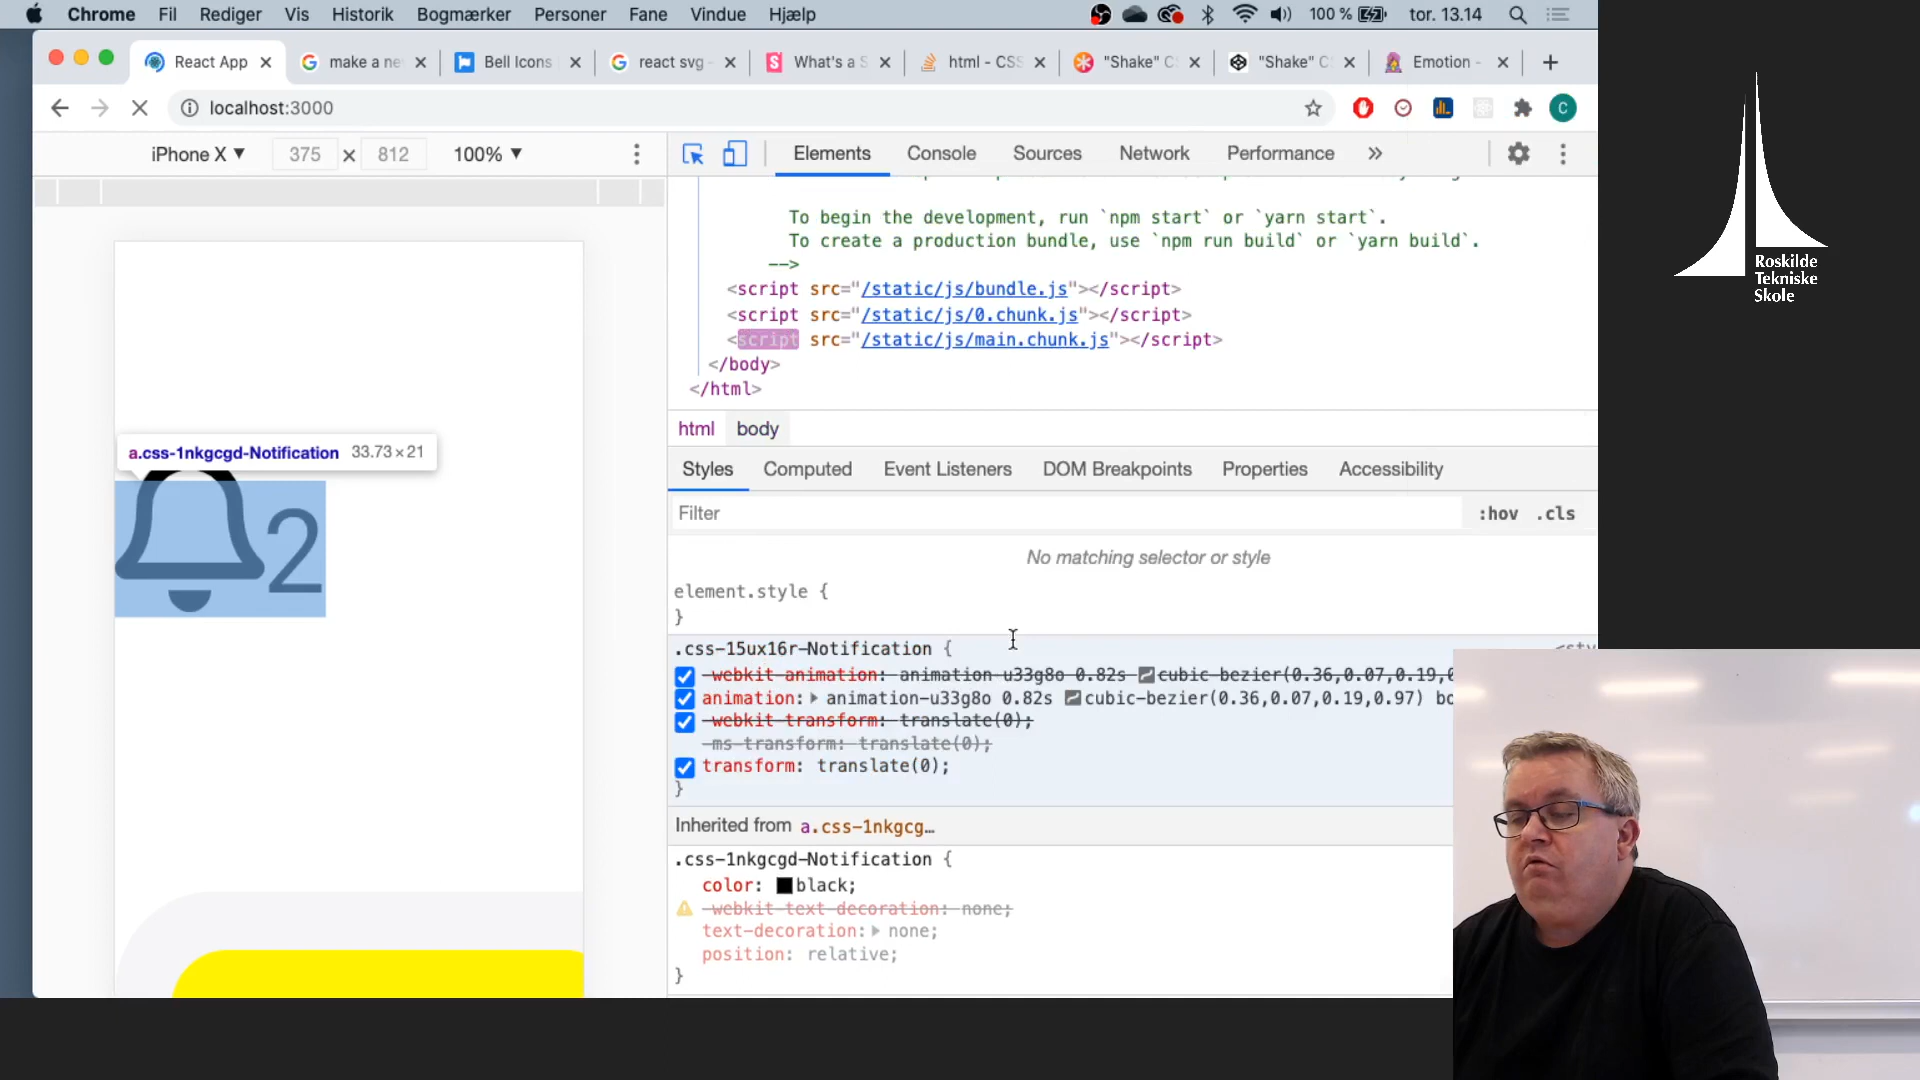 Chrome Fil Rediger Vis Historik Bogmærker Personer Fane Vindue Hjælp 100 % tor. 13.14
React App make a ne Bell Icons react svg - What's a S html - CSS "Shake" C "Shake" C Emotion -
localhost:3000 C
iPhone X 375 × 812 100%
Elements Console Sources Network Performance
To begin the development, run `npm start` or `yarn start`.
To create a production bundle, use `npm run build` or `yarn build`.
-->
<script src="/static/js/bundle.js"></script>
<script src="/static/js/0.chunk.js"></script>
<script src="/static/js/main.chunk.js"></script>
</body>
</html>
html body
a.css-1nkgcgd-Notification 33.73×21
2
Styles Computed Event Listeners DOM Breakpoints Properties Accessibility
Filter :hov .cls
No matching selector or style
element.style {
}
.css-15ux16r-Notification {
-webkit-animation: animation-u33g8o 0.82s cubic-bezier(0.36,0.07,0.19,0
animation: animation-u33g8o 0.82s cubic-bezier(0.36,0.07,0.19,0.97) bo
-webkit-transform: translate(0);
-ms-transform: translate(0);
transform: translate(0);
}
Inherited from a.css-1nkgcg…
.css-1nkgcgd-Notification {
color: black;
-webkit-text-decoration: none;
text-decoration: none;
position: relative;
}
Roskilde
Tekniske
Skole